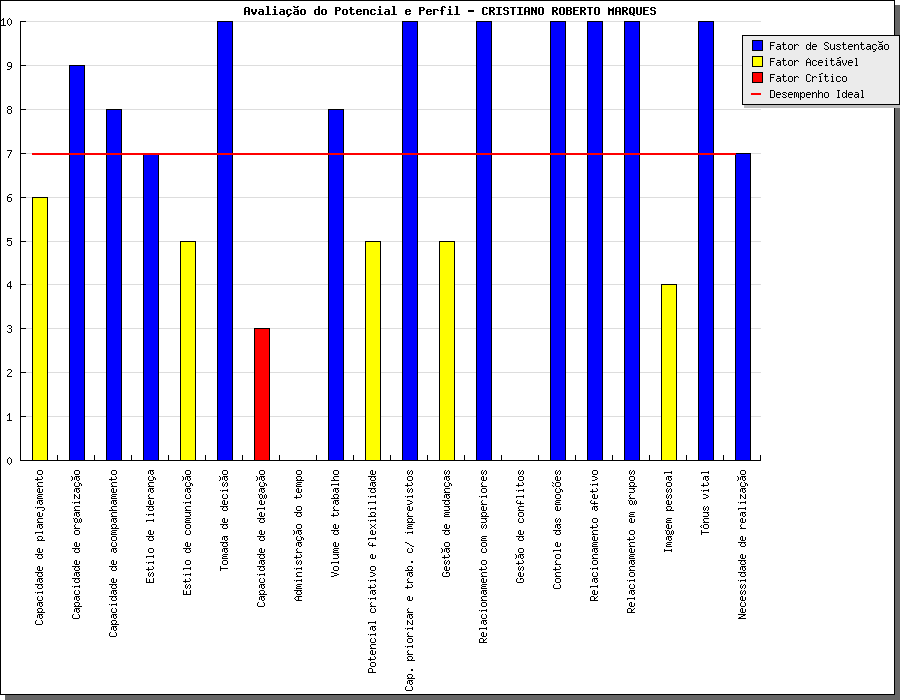 Avaliação do Potencial e Perfil - CRISTIANO ROBERTO MARQUES
10
9
8
7
6
5
4
3
2
1
0
Fator de Sustentação
Fator Aceitável
Fator Crítico
Desempenho Ideal
Capacidade de planejamento
Capacidade de organização
Capacidade de acompanhamento
Estilo de liderança
Estilo de comunicação
Tomada de decisão
Capacidade de delegação
Administração do tempo
Volume de trabalho
Potencial criativo e flexibilidade
Cap. priorizar e trab. c/ imprevistos
Gestão de mudanças
Relacionamento com superiores
Gestão de conflitos
Controle das emoções
Relacionamento afetivo
Relacionamento em grupos
Imagem pessoal
Tônus vital
Necessidade de realização